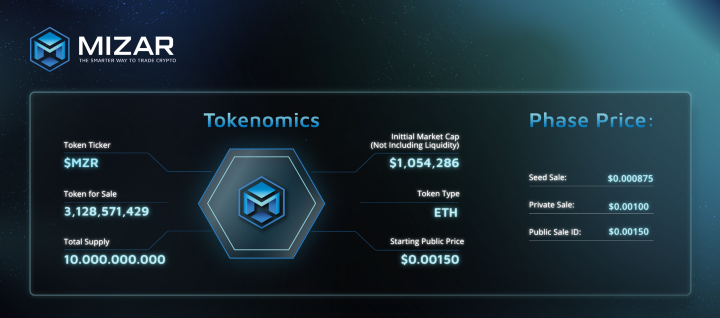 MIZAR
THE SMARTER WAY TO TRADE CRYPTO
Tokenomics
Token Ticker
$MZR
Token for Sale
3,128,571,429
Total Supply
10.000.000.000
Inittial Market Cap
(Not Including Liquidity)
$1,054,286
Token Type
ETH
Starting Public Price
$0.00150
Phase Price:
Seed Sale: $0.000875
Private Sale: $0.00100
Public Sale ID: $0.00150